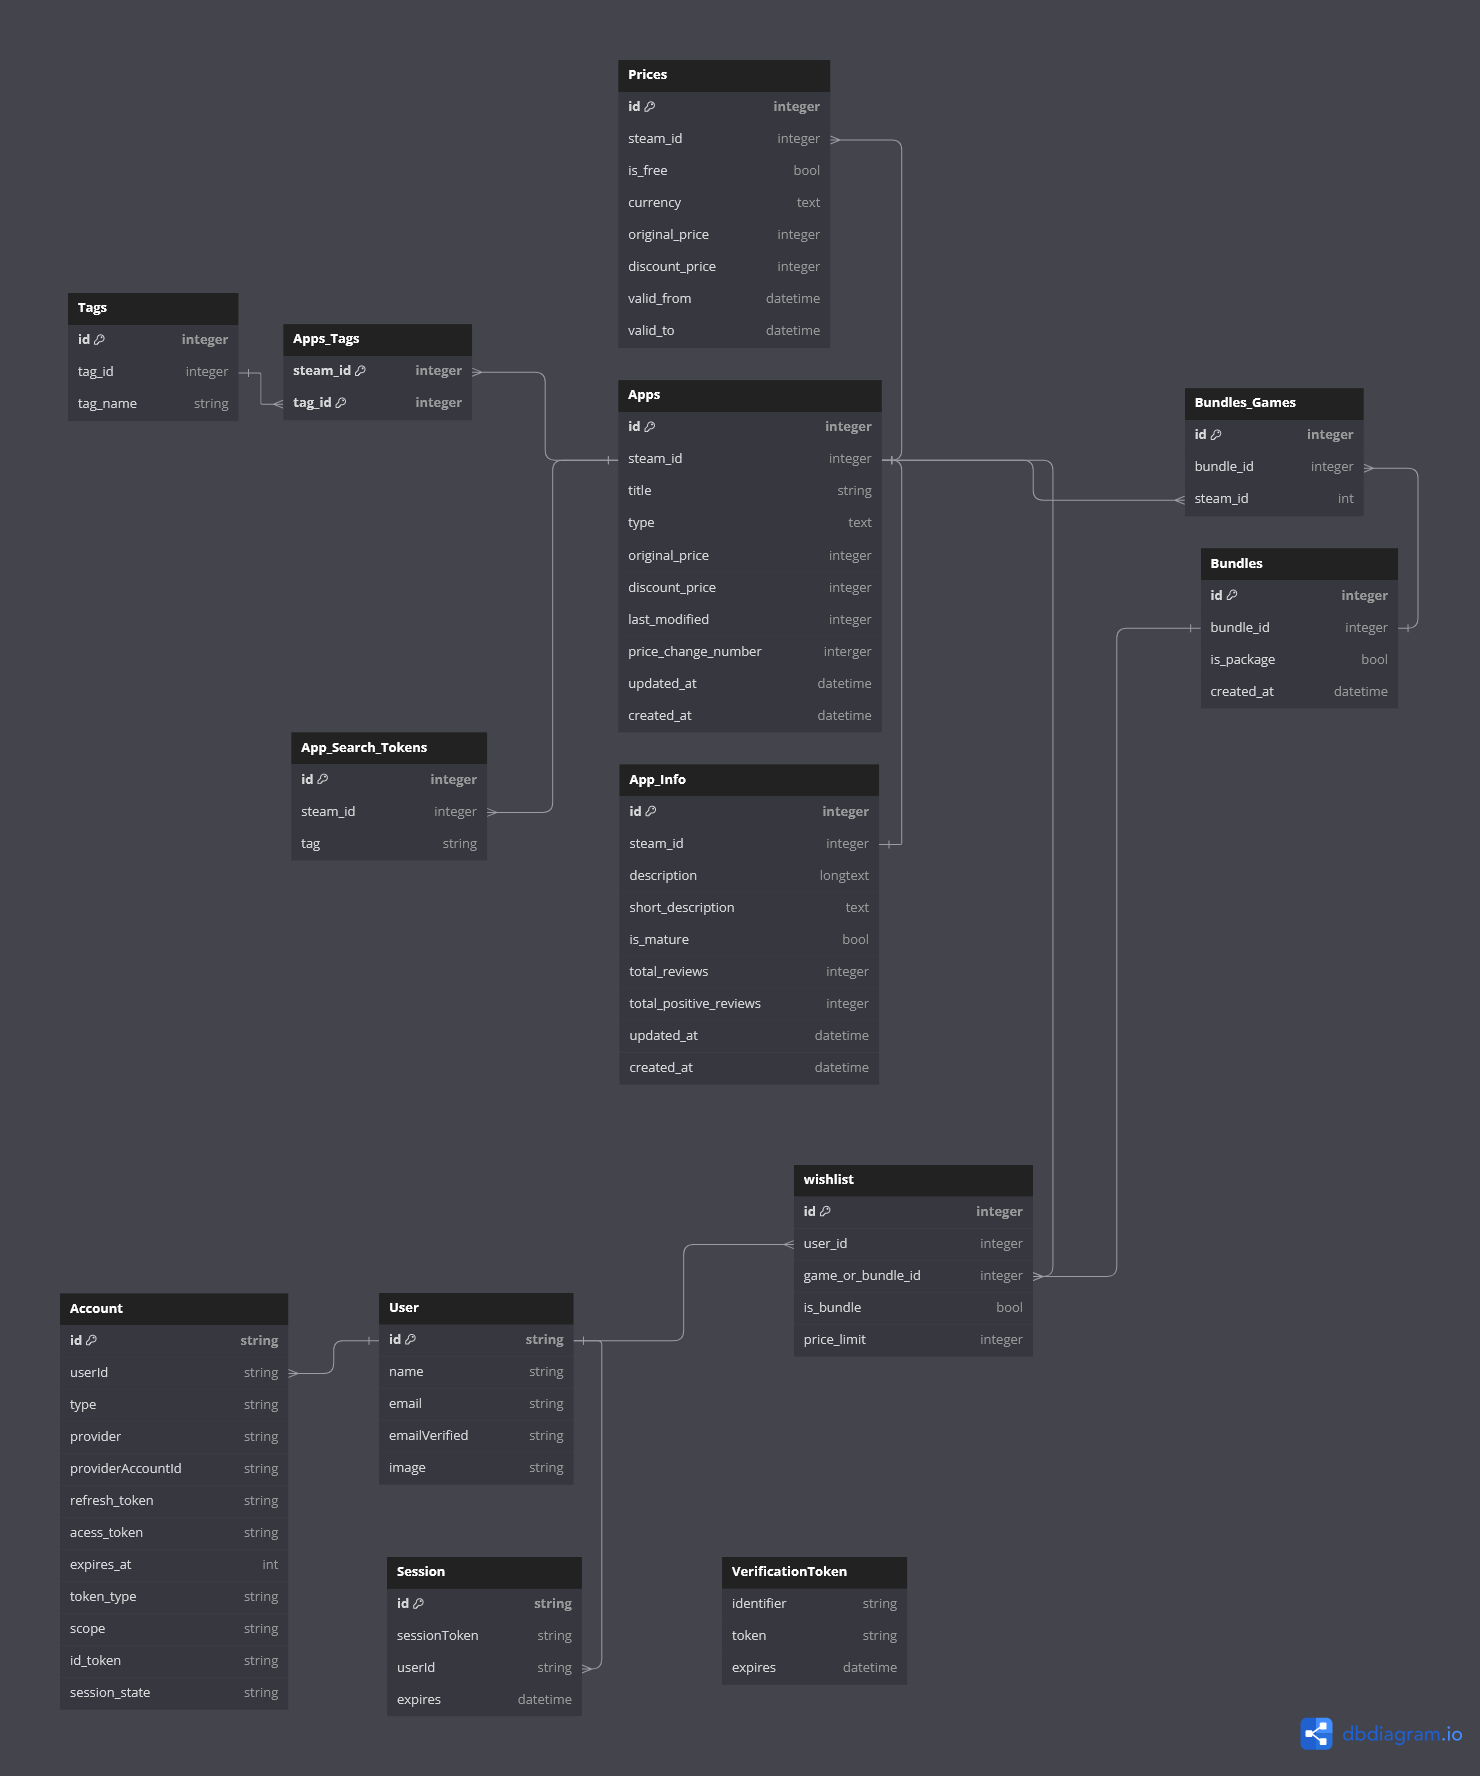 Prices
id integer
steam_id integer
is_free bool
currency text
original_price integer
discount_price integer
valid_from datetime
valid_to datetime
Tags
id integer
tag_id integer
tag_name string
Apps_Tags
steam_id integer
tag_id integer
Apps
id integer
steam_id integer
title string
type text
original_price integer
discount_price integer
last_modified integer
price_change_number interger
updated_at datetime
created_at datetime
Bundles_Games
id integer
bundle_id integer
steam_id int
Bundles
id integer
bundle_id integer
is_package bool
created_at datetime
App_Search_Tokens
id integer
steam_id integer
tag string
App_Info
id integer
steam_id integer
description longtext
short_description text
is_mature bool
total_reviews integer
total_positive_reviews integer
updated_at datetime
created_at datetime
wishlist
id integer
user_id integer
game_or_bundle_id integer
is_bundle bool
price_limit integer
Account
id string
userId string
type string
provider string
providerAccountId string
refresh_token string
acess_token string
expires_at int
token_type string
scope string
id_token string
session_state string
User
id string
name string
email string
emailVerified string
image string
Session
id string
sessionToken string
userId string
expires datetime
VerificationToken
identifier string
token string
expires datetime
dbdiagram.io